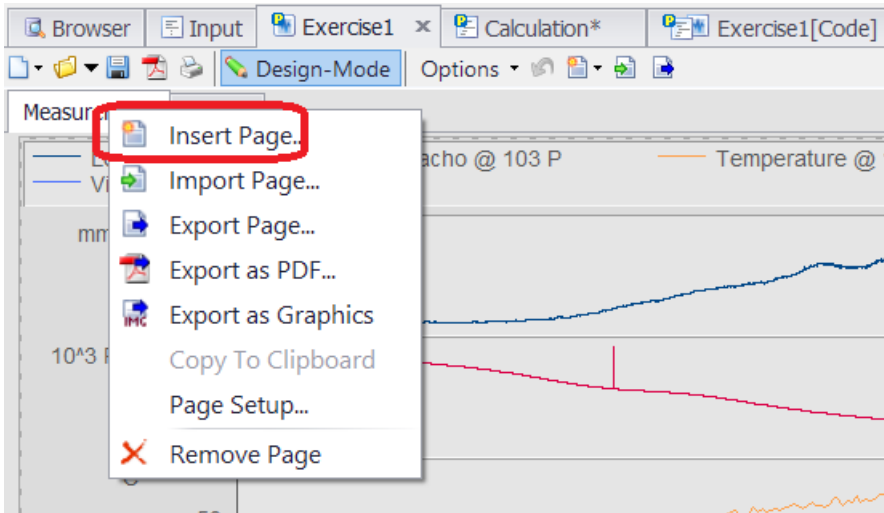 Browser Input Exercise1 × Calculation* Exercise1[Code]
Design-Mode Options
Insert Page...
Import Page...
acho @ 103 P Temperature @
Export Page...
mm
Export as PDF...
IMC Export as Graphics
10^3
Copy To Clipboard
Page Setup...
Remove Page